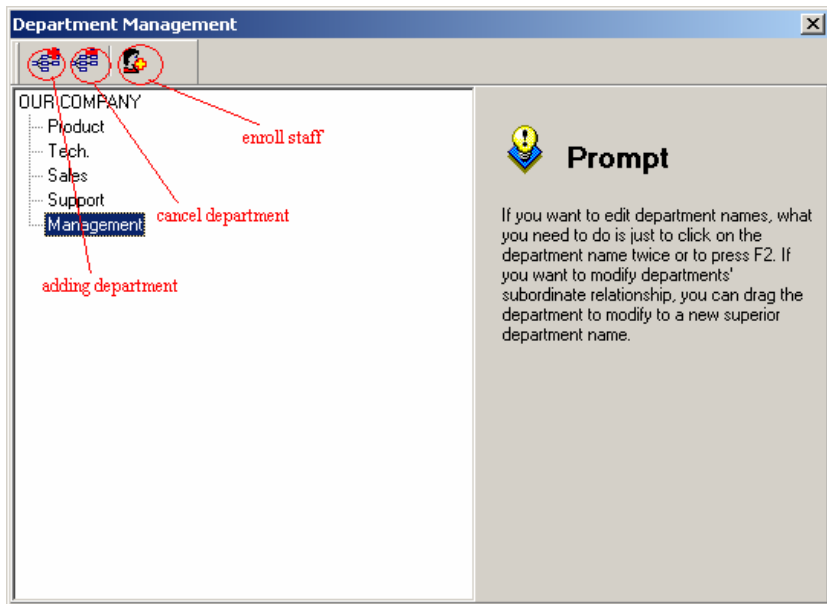 Department Management
OUR COMPANY
Product
Tech.
Sales
Support
Management
enroll staff
cancel department
adding department
Prompt
If you want to edit department names, what
you need to do is just to click on the
department name twice or to press F2. If
you want to modify departments'
subordinate relationship, you can drag the
department to modify to a new superior
department name.